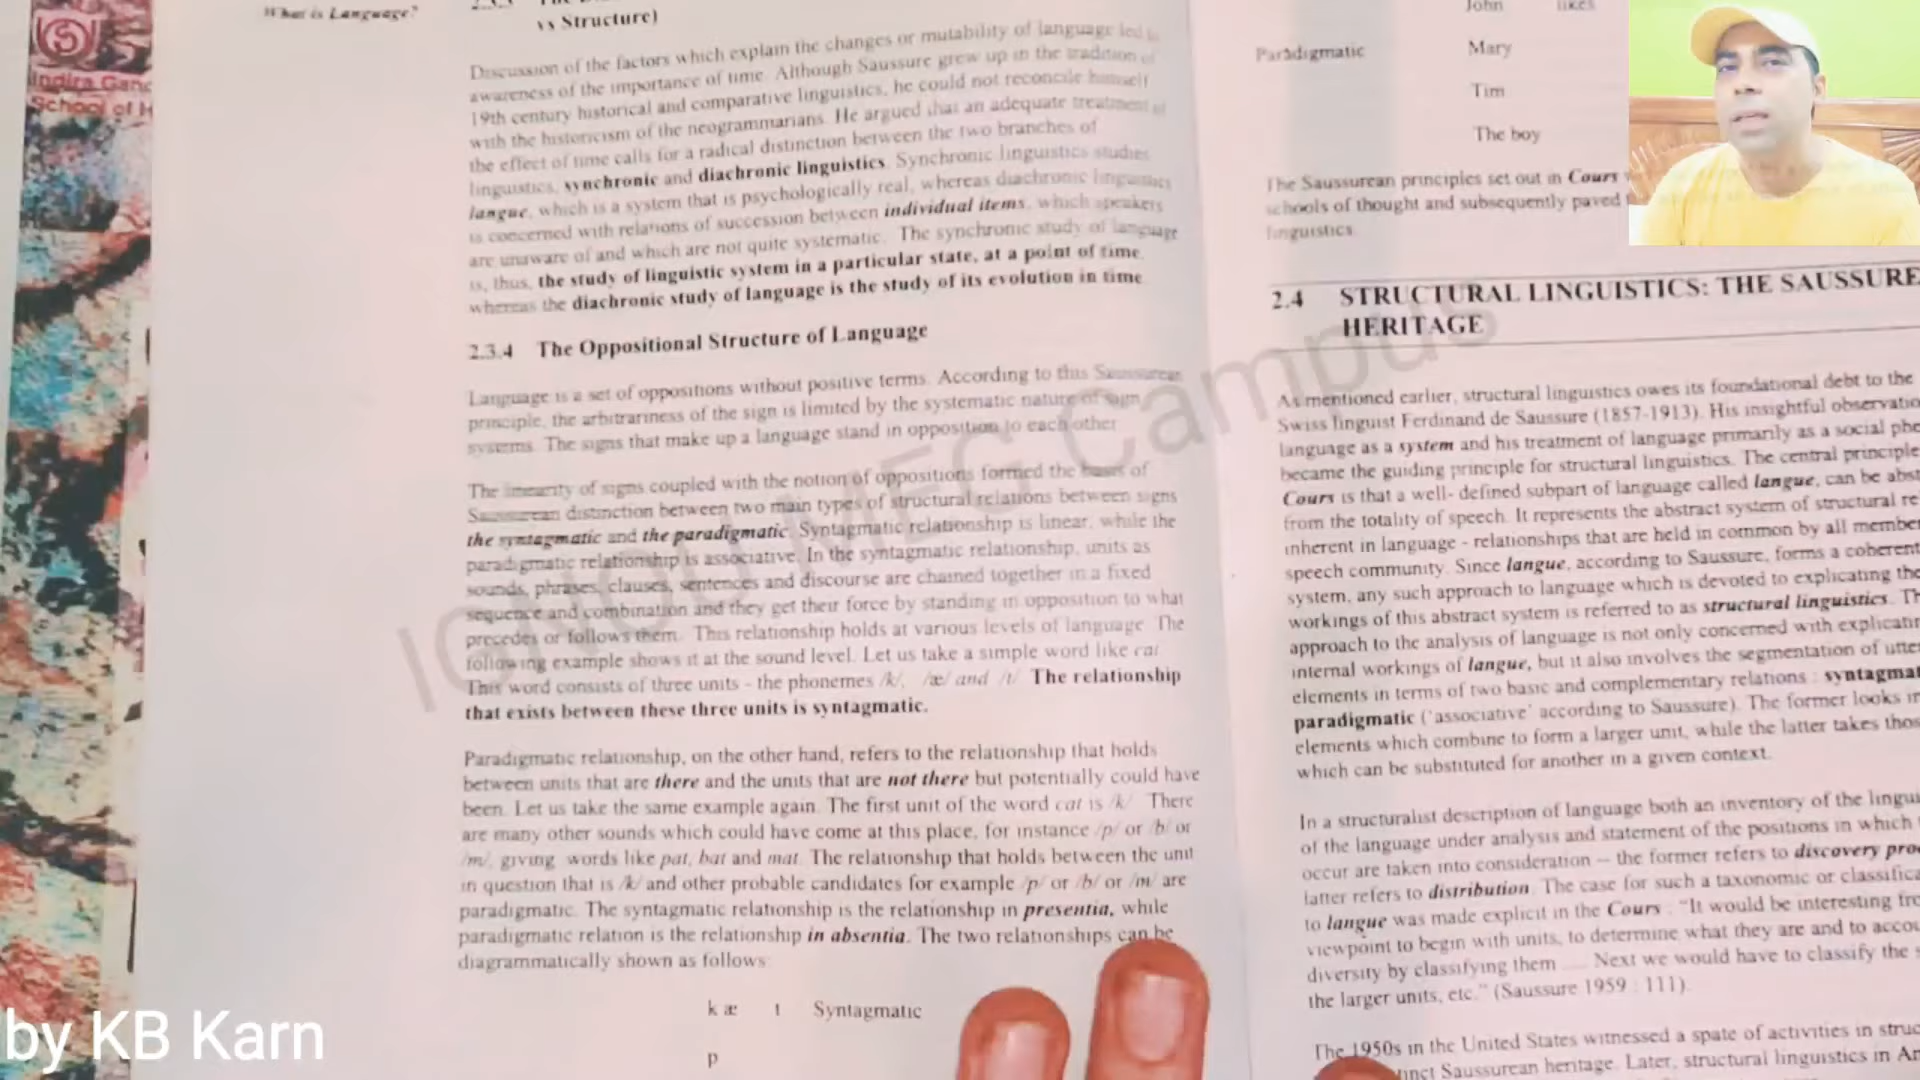 Indira Gand
School of H
What is Language?
vs Structure)
Discussion of the factors which explain the changes or mutability of language led to
awareness of the importance of time. Although Saussure grew up in the tradition of
19th century historical and comparative linguistics, he could not reconcile himself
with the historicism of the neogrammarians. He argued that an adequate treatment of
the effect of time calls for a radical distinction between the two branches of
linguistics, synchronic and diachronic linguistics. Synchronic linguistics studies
langue, which is a system that is psychologically real, whereas diachronic linguistics
is concerned with relations of succession between individual items, which speakers
are unaware of and which are not quite systematic. The synchronic study of language
is, thus, the study of linguistic system in a particular state, at a point of time,
whereas the diachronic study of language is the study of its evolution in time
2.3.4 The Oppositional Structure of Language
Language is a set of oppositions without positive terms. According to this Saussurean
principle, the arbitrariness of the sign is limited by the systematic nature of sign
systems. The signs that make up a language stand in opposition to each other
The linearity of signs coupled with the notion of oppositions formed the basis of
Saussurean distinction between two main types of structural relations between signs
the syntagmatic and the paradigmatic. Syntagmatic relationship is linear, while the
paradigmatic relationship is associative. In the syntagmatic relationship, units as
sounds, phrases, clauses, sentences and discourse are chained together in a fixed
sequence and combination and they get their force by standing in opposition to what
precedes or follows them. This relationship holds at various levels of language. The
following example shows it at the sound level. Let us take a simple word like cat
This word consists of three units - the phonemes /k/, /æ/ and /t/ The relationship
that exists between these three units is syntagmatic.
Paradigmatic relationship, on the other hand, refers to the relationship that holds
between units that are there and the units that are not there but potentially could have
been. Let us take the same example again. The first unit of the word cat is /k/ There
are many other sounds which could have come at this place, for instance /p/ or /b/ or
/m/, giving words like pat, bat and mat. The relationship that holds between the unit
in question that is /k/ and other probable candidates for example /p/ or /b/ or /m/ are
paradigmatic. The syntagmatic relationship is the relationship in presentia, while
paradigmatic relation is the relationship in absentia. The two relationships can be
diagrammatically shown as follows:
k æ t Syntagmatic
p
John likes
Paradigmatic Mary
Tim
The boy
The Saussurean principles set out in Cours
schools of thought and subsequently paved
linguistics.
2.4 STRUCTURAL LINGUISTICS: THE SAUSSURE
HERITAGE
As mentioned earlier, structural linguistics owes its foundational debt to the
Swiss linguist Ferdinand de Saussure (1857-1913). His insightful observatio
language as a system and his treatment of language primarily as a social phe
became the guiding principle for structural linguistics. The central principle
Cours is that a well- defined subpart of language called langue, can be abst
from the totality of speech. It represents the abstract system of structural re
inherent in language - relationships that are held in common by all member
speech community. Since langue, according to Saussure, forms a coherent
system, any such approach to language which is devoted to explicating the
workings of this abstract system is referred to as structural linguistics. Th
approach to the analysis of language is not only concerned with explicatin
internal workings of langue, but it also involves the segmentation of utter
elements in terms of two basic and complementary relations : syntagmat
paradigmatic ('associative' according to Saussure). The former looks in
elements which combine to form a larger unit, while the latter takes thos
which can be substituted for another in a given context.
In a structuralist description of language both an inventory of the lingui
of the language under analysis and statement of the positions in which
occur are taken into consideration – the former refers to discovery proc
latter refers to distribution. The case for such a taxonomic or classifica
to langue was made explicit in the Cours : "It would be interesting fro
viewpoint to begin with units, to determine what they are and to accou
diversity by classifying them .... Next we would have to classify the s
the larger units, etc." (Saussure 1959 : 111).
The 1950s in the United States witnessed a spate of activities in struc
tinct Saussurean heritage. Later, structural linguistics in Am
IGNOU MEG Campus
by KB Karn